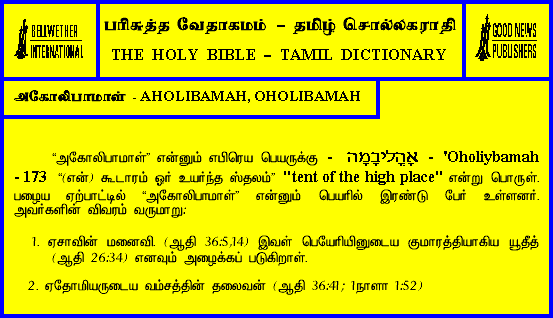 BELLWETHER
INTERNATIONAL
பரிசுத்த வேதாகமம் – தமிழ் சொல்லகராதி
THE HOLY BIBLE – TAMIL DICTIONARY
GOOD NEWS
PUBLISHERS
அகோலிபாமாள் - AHOLIBAMAH, OHOLIBAMAH
“அகோலிபாமாள்” என்னும் எபிரெய பெயருக்கு - אָהֳלִיבָמָה - 'Oholiybamah
- 173 “(என்) கூடாரம் ஓர் உயர்ந்த ஸ்தலம்” "tent of the high place" என்று பொருள்.
பழைய ஏற்பாட்டில் “அகோலிபாமாள்” என்னும் பெயரில் இரண்டு பேர் உள்ளனர்.
அவர்களின் விவரம் வருமாறு:
1. ஏசாவின் மனைவி. (ஆதி 36:5,14) இவள் பெயேரியினுடைய குமாரத்தியாகிய யூதீத்
(ஆதி 26:34) எனவும் அழைக்கப் படுகிறாள்.
2. ஏதோமியருடைய வம்சத்தின் தலைவன் (ஆதி 36:41; 1நாளா 1:52)